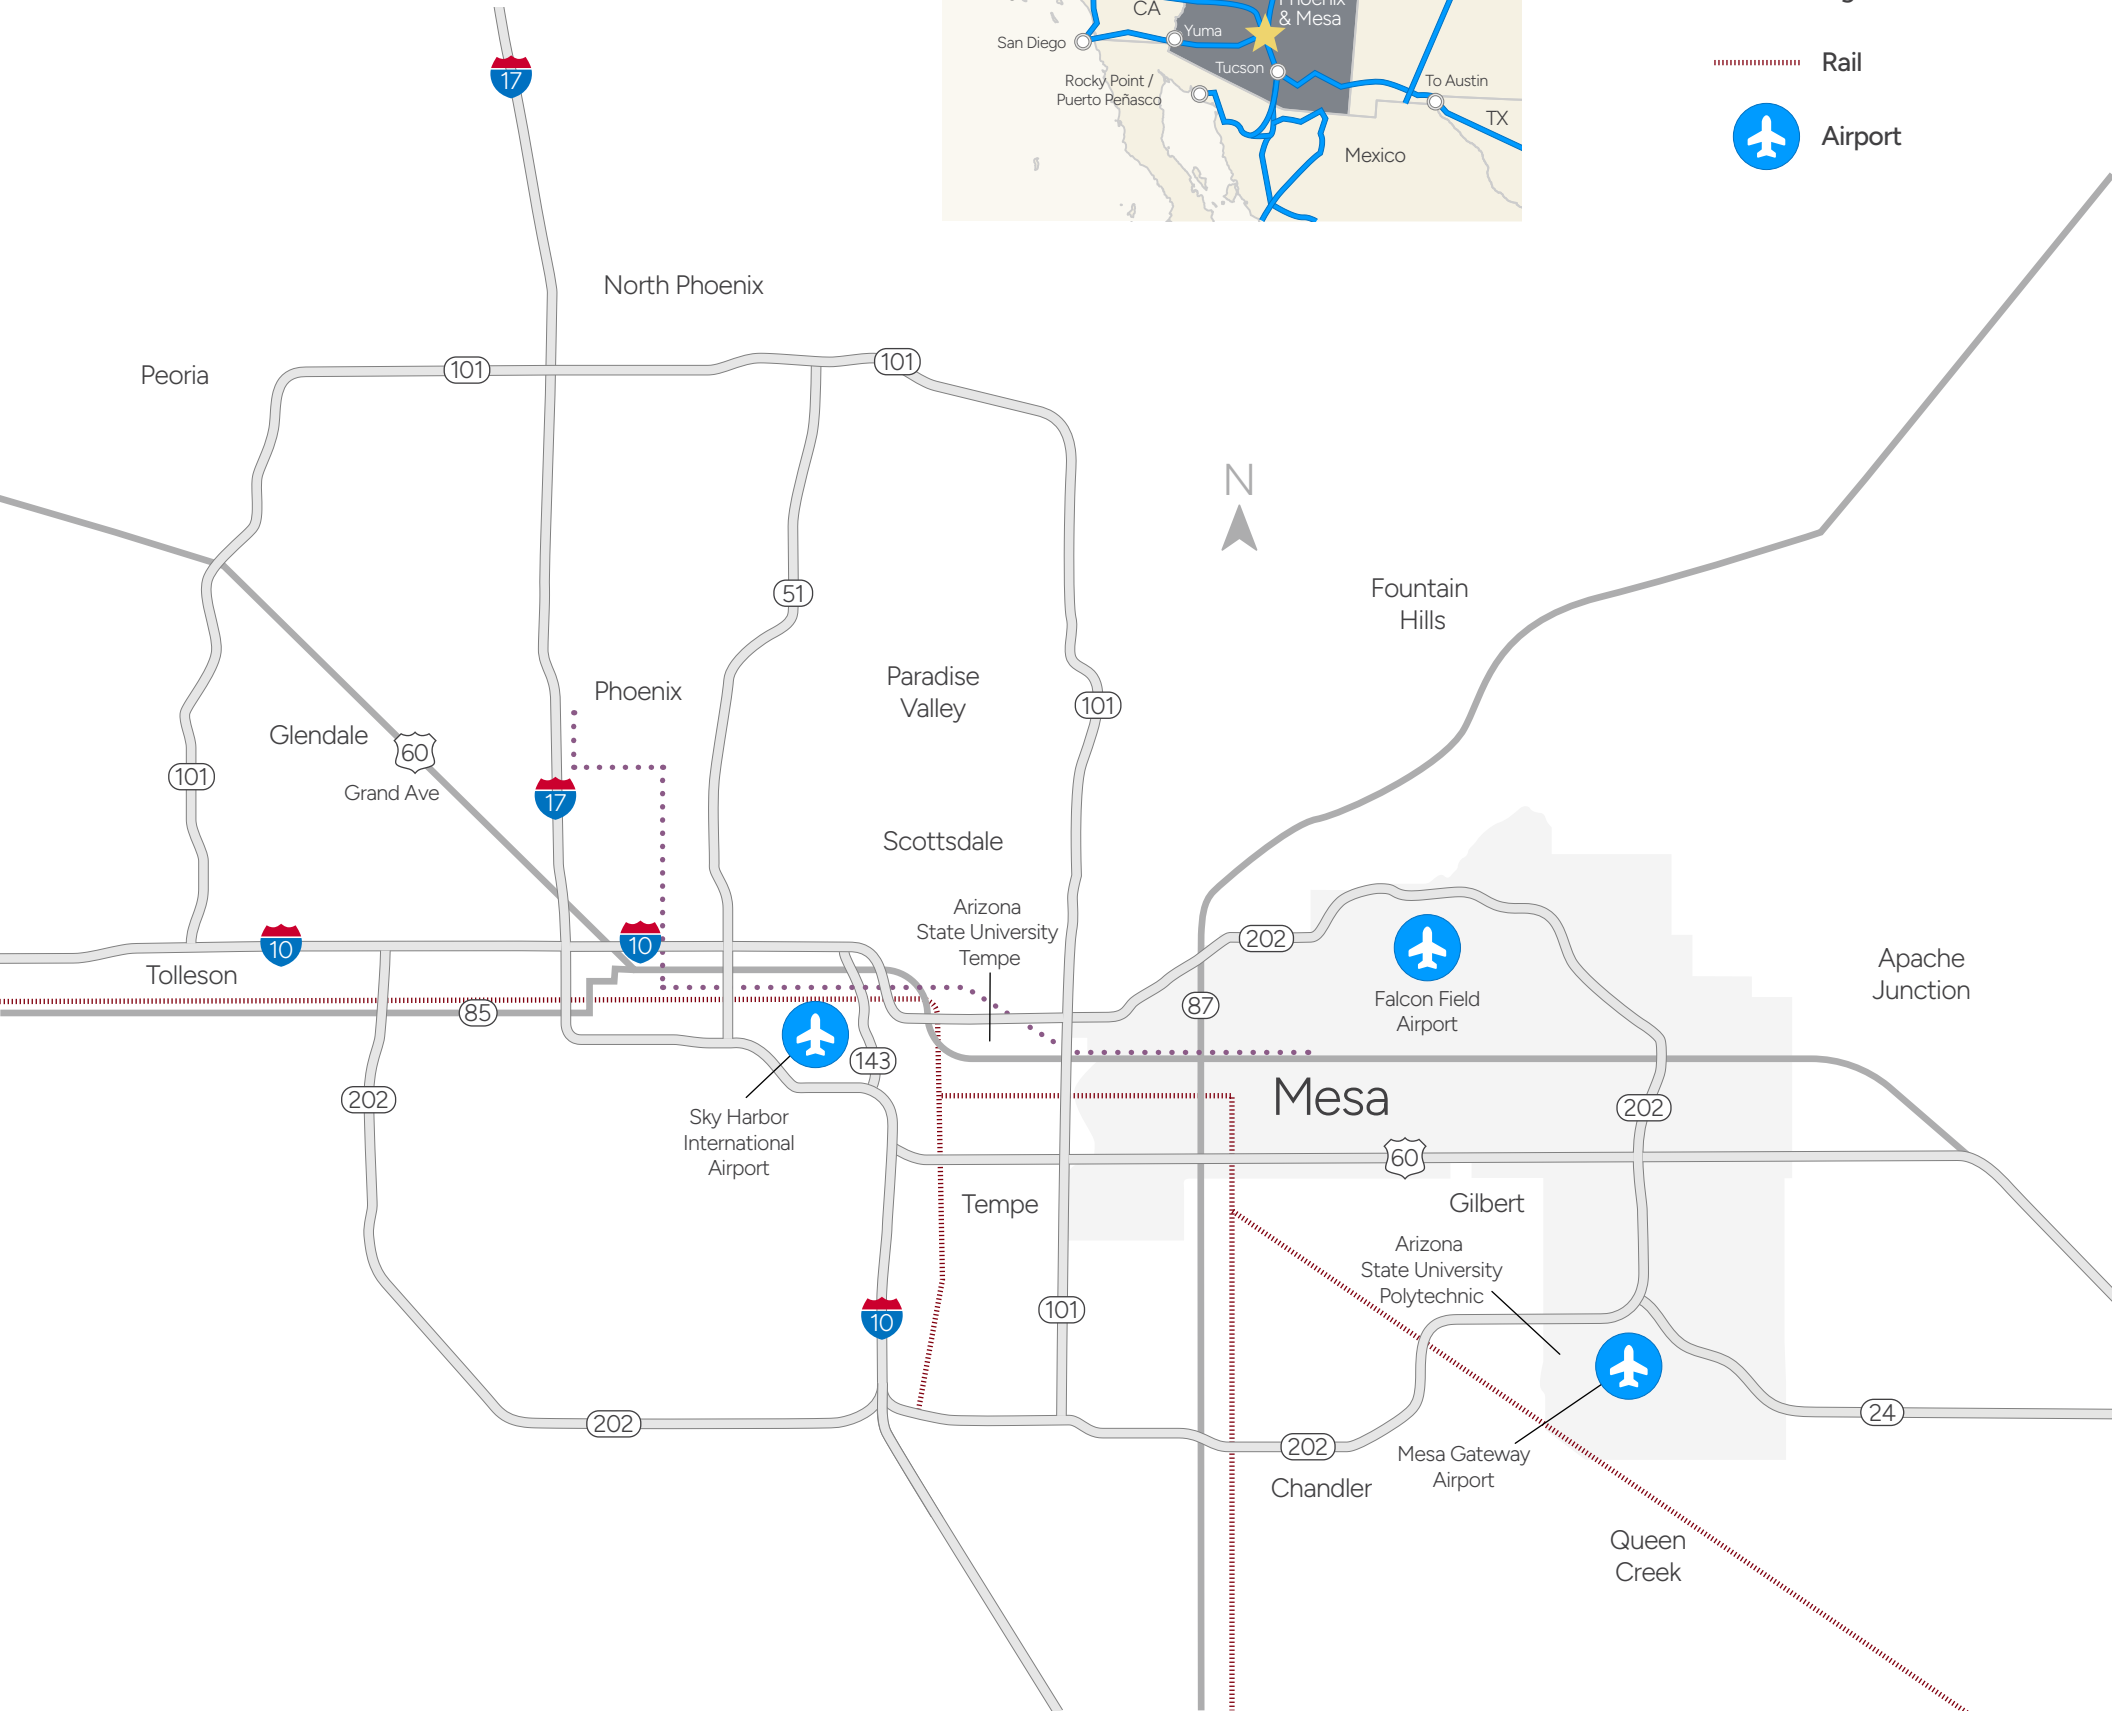 Phoenix
& Mesa
CA
Yuma
San Diego
Tucson
Rocky Point /
Puerto Peñasco
To Austin
TX
Mexico
Rail
Airport
17
North Phoenix
101
101
Peoria
N
Fountain
Hills
51
Phoenix
Paradise
Valley
101
Glendale
60
101
Grand Ave
17
Scottsdale
Arizona
State University
Tempe
202
10
10
Tolleson
Apache
Junction
Falcon Field
Airport
85
87
143
202
Mesa
202
Sky Harbor
International
Airport
60
Tempe
Gilbert
Arizona
State University
Polytechnic
10
101
202
24
202
Mesa Gateway
Airport
Chandler
Queen
Creek